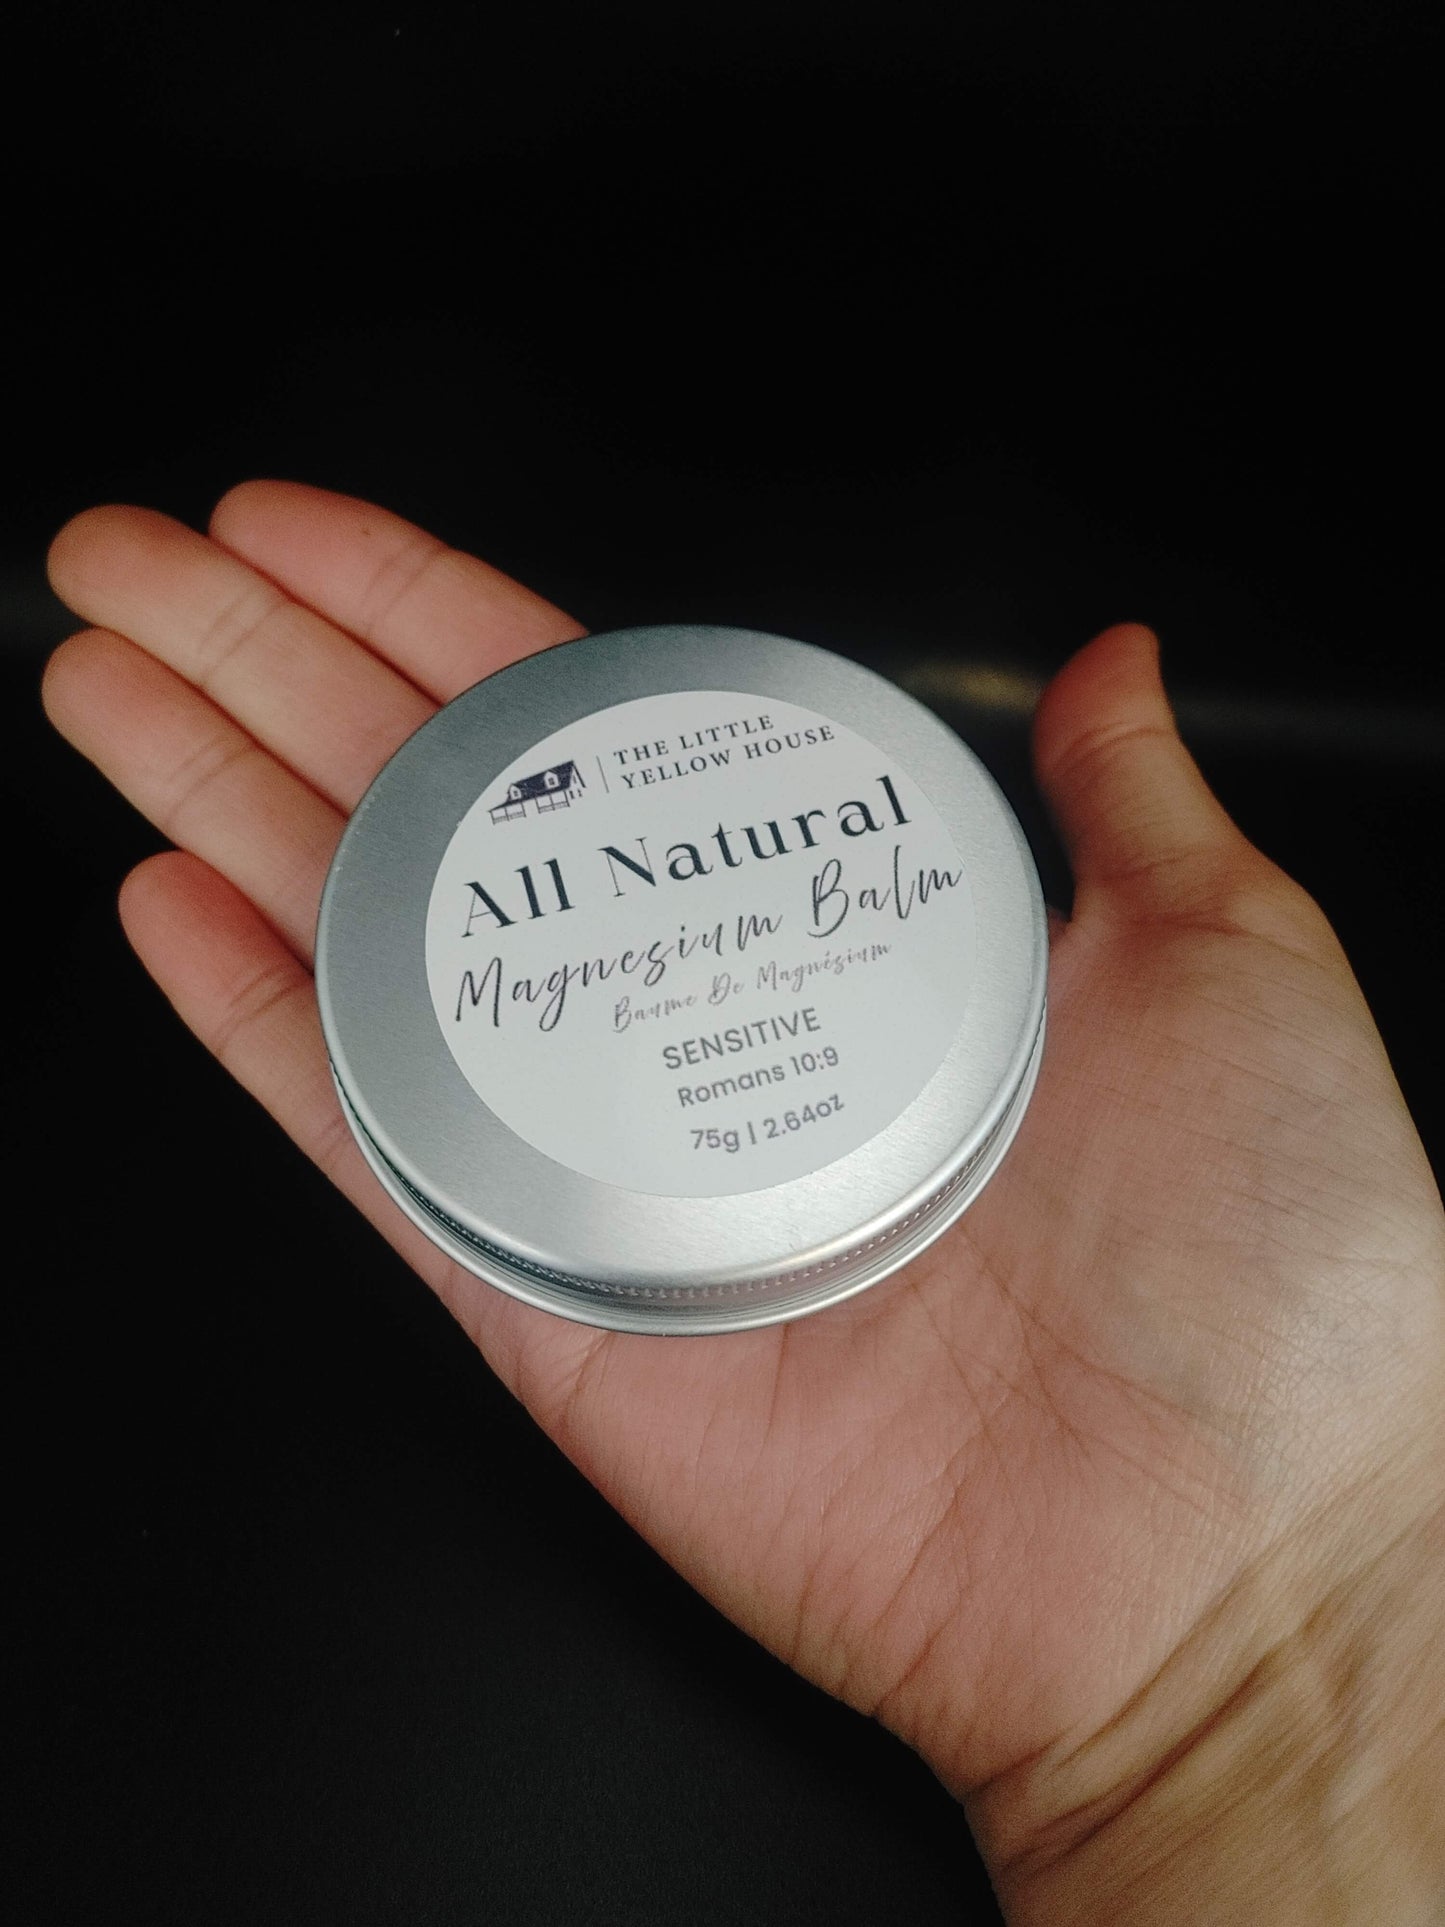 THE LITTLE
YELLOW HOUSE
All Natural
Magnesium Balm
Baume De Magnésium
SENSITIVE
Romans 10:9
75g | 2.64oz